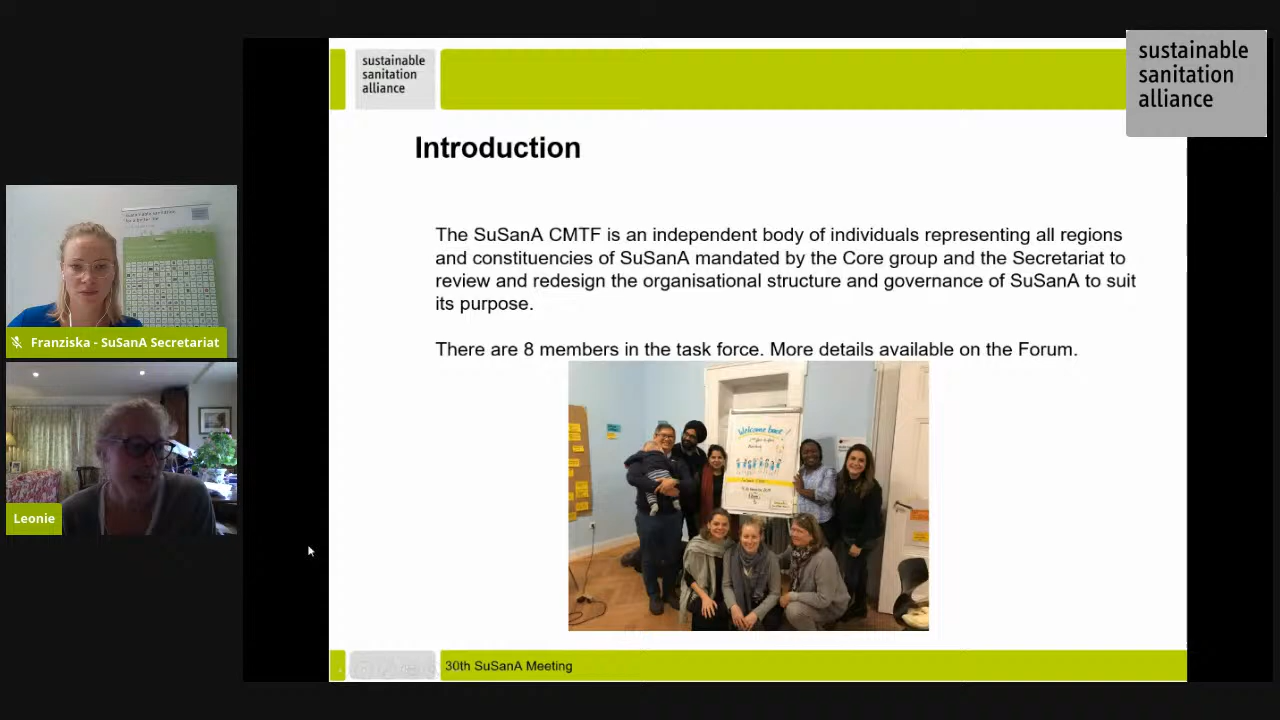 sustainable
sanitation
alliance
sustainable
sanitation
alliance
Introduction
The SuSanA CMTF is an independent body of individuals representing all regions
and constituencies of SuSanA mandated by the Core group and the Secretariat to
review and redesign the organisational structure and governance of SuSanA to suit
its purpose.
There are 8 members in the task force. More details available on the Forum.
Welcome back!
Franziska - SuSanA Secretariat
Leonie
30th SuSanA Meeting